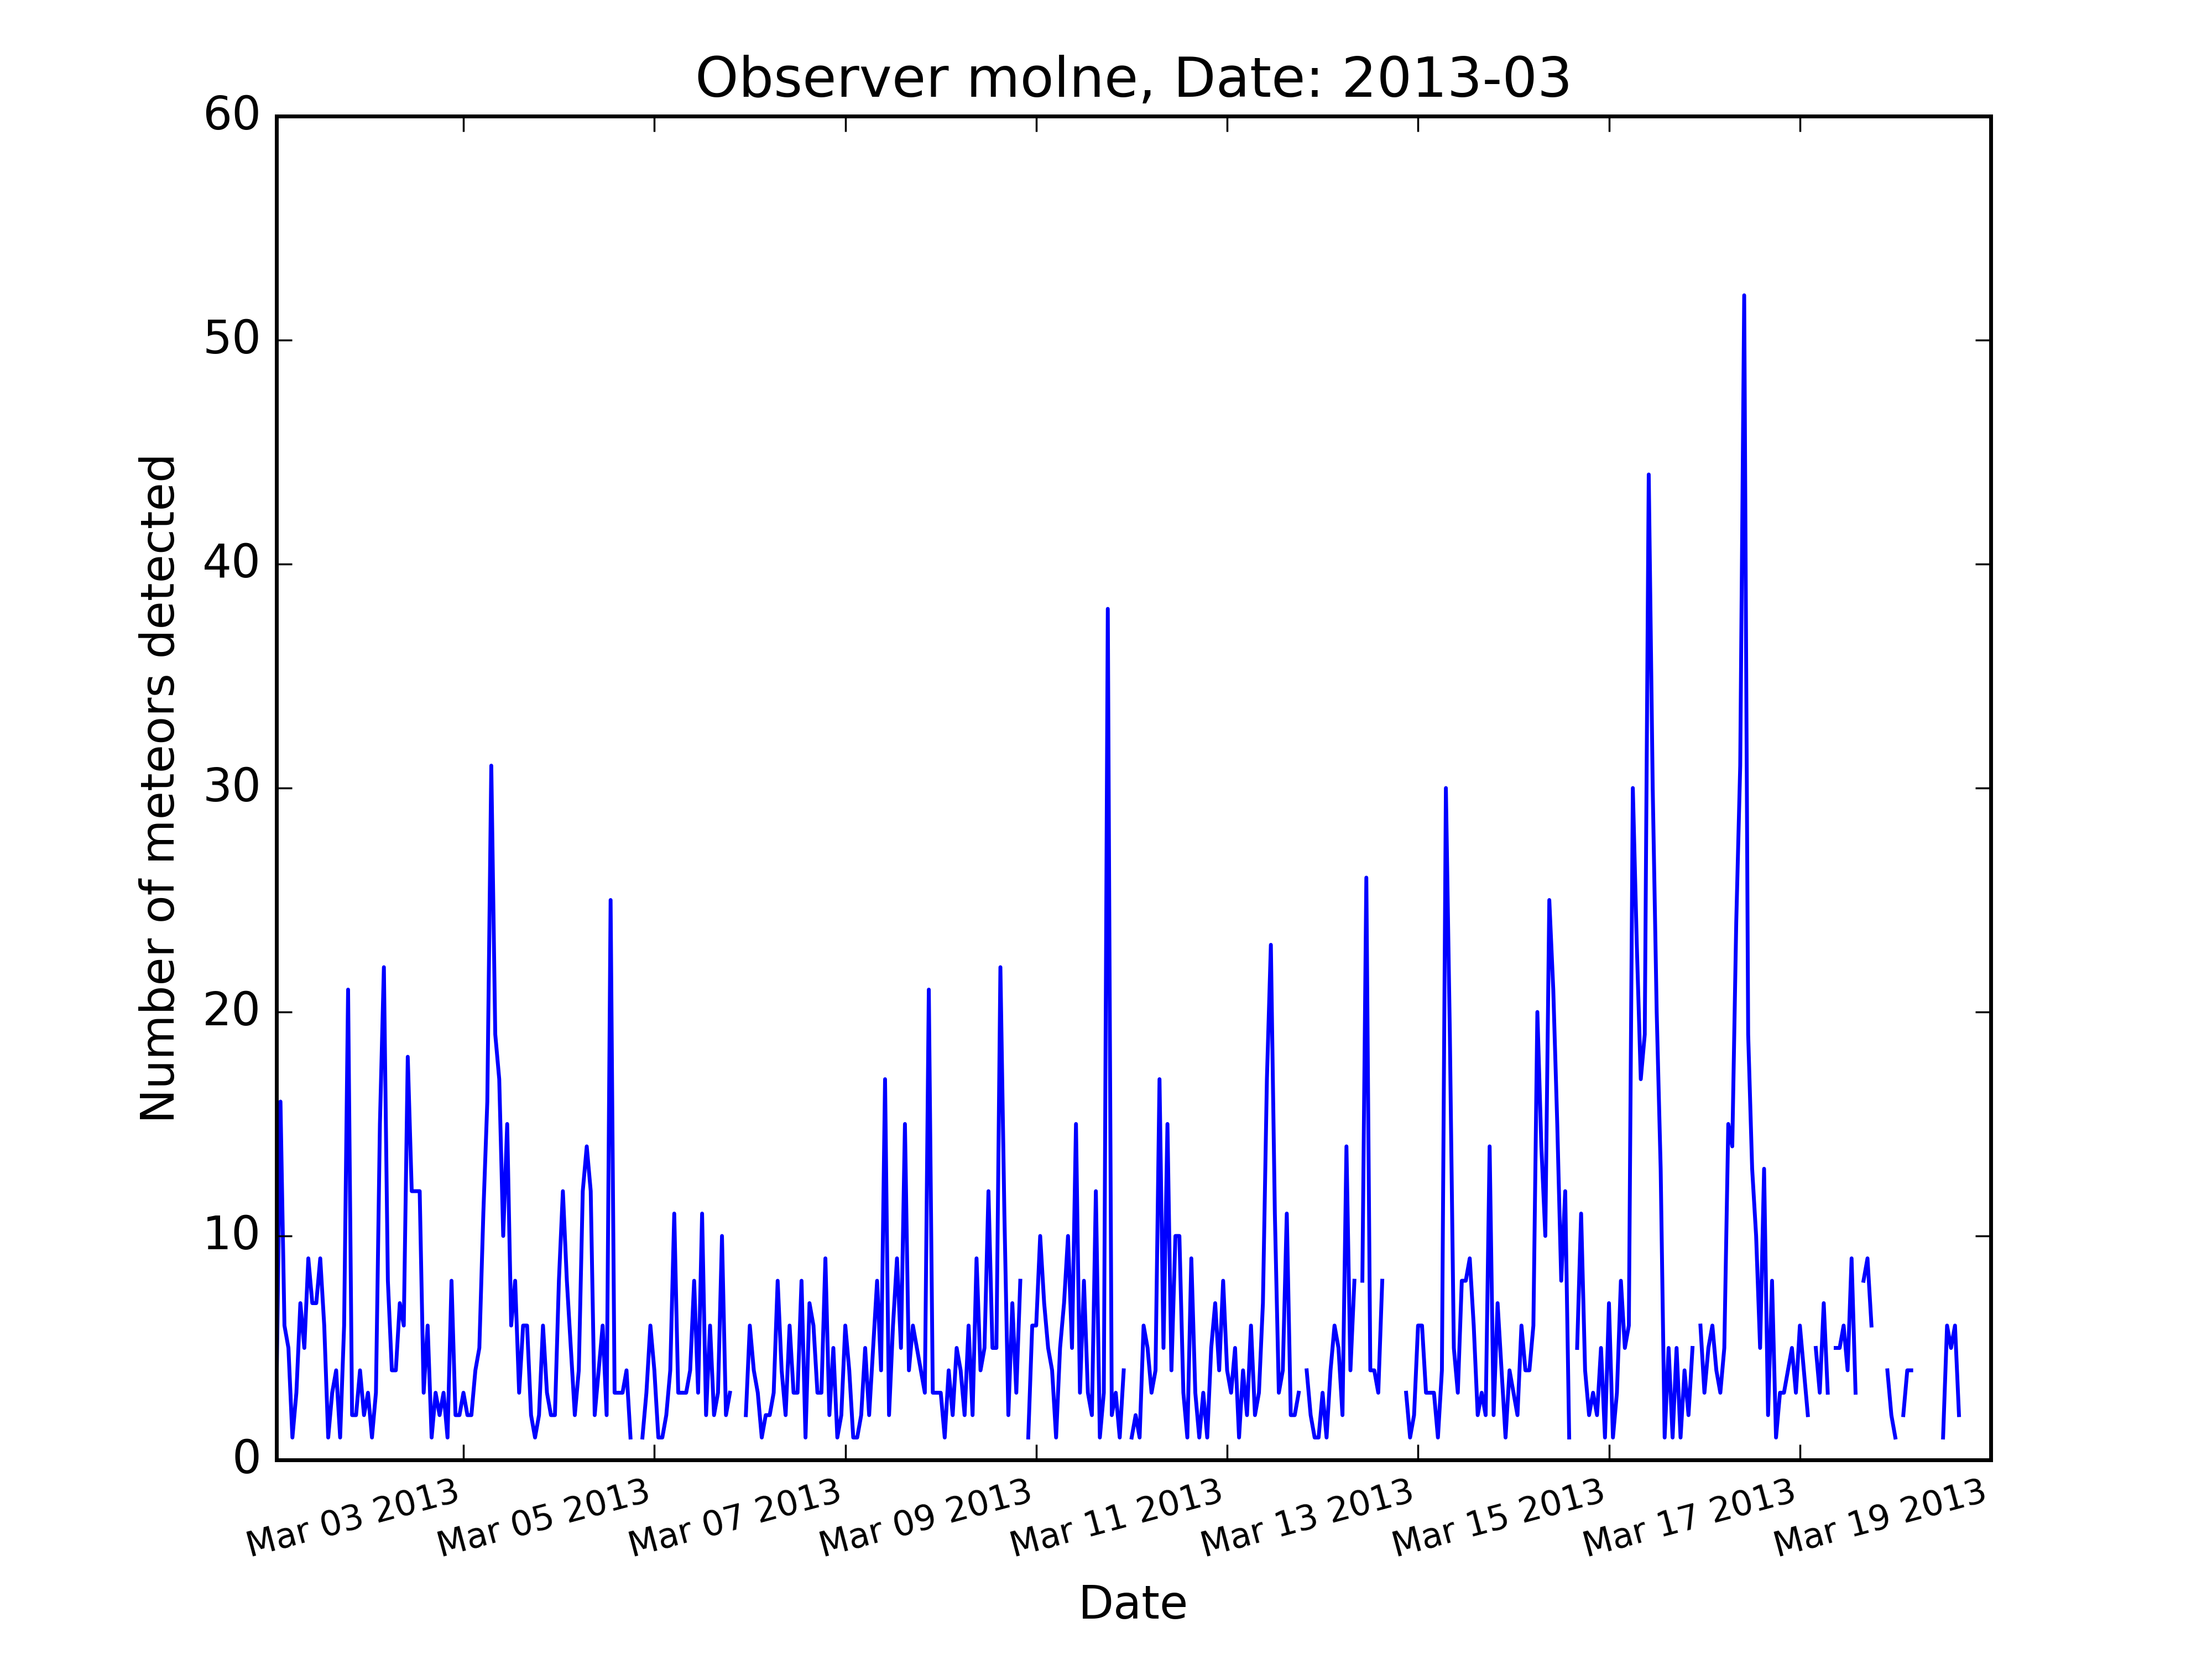 Observer molne, Date: 2013-03
60
50
40
30
20
10
0
Number of meteors detected
Mar 03 2013
Mar 05 2013
Mar 07 2013
Mar 09 2013
Mar 11 2013
Mar 13 2013
Mar 15 2013
Mar 17 2013
Mar 19 2013
Date